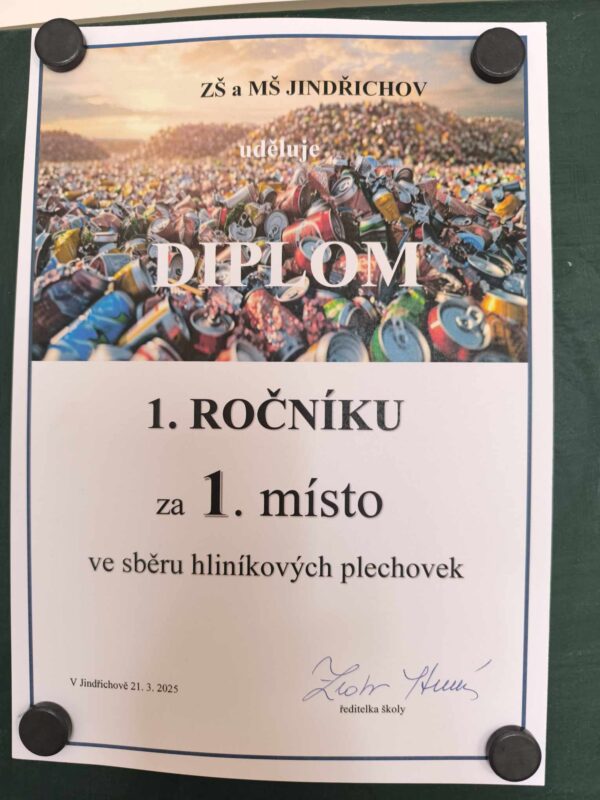 ZŠ a MŠ JINDŘICHOV
uděluje
DIPLOM
1. ROČNÍKU
za 1. místo
ve sběru hliníkových plechovek
V Jindřichově 21. 3. 2025
ředitelka školy